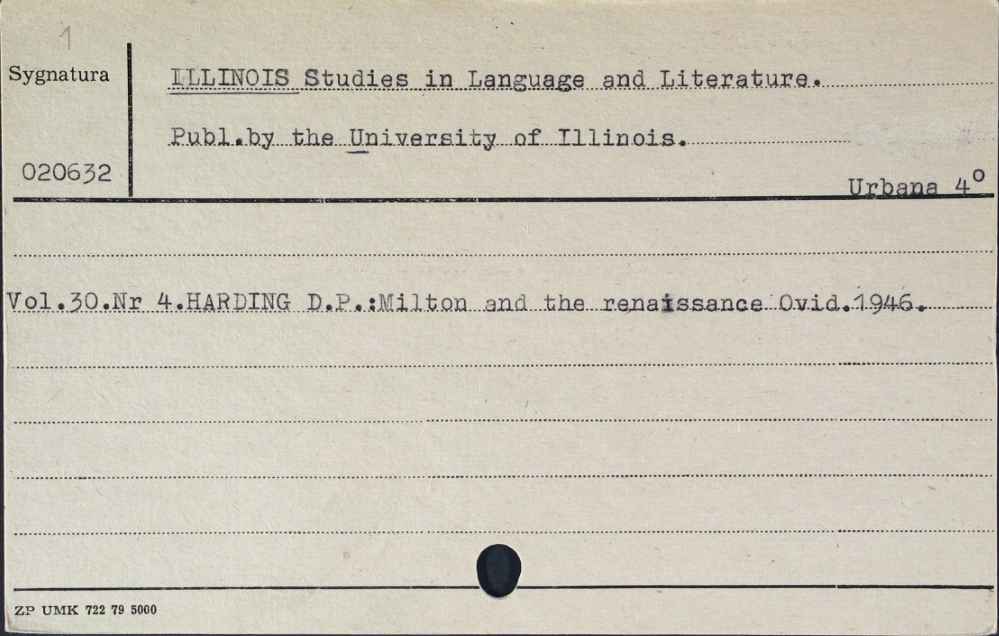 1
Sygnatura
ILLINOIS Studies in Language and Literature.
Publ.by the University of Illinois.
020632
Urbana 4°
Vol.30.Nr 4.HARDING D.P.:Milton and the renaissance Ovid.1946.
ZP UMK 722 79 5000